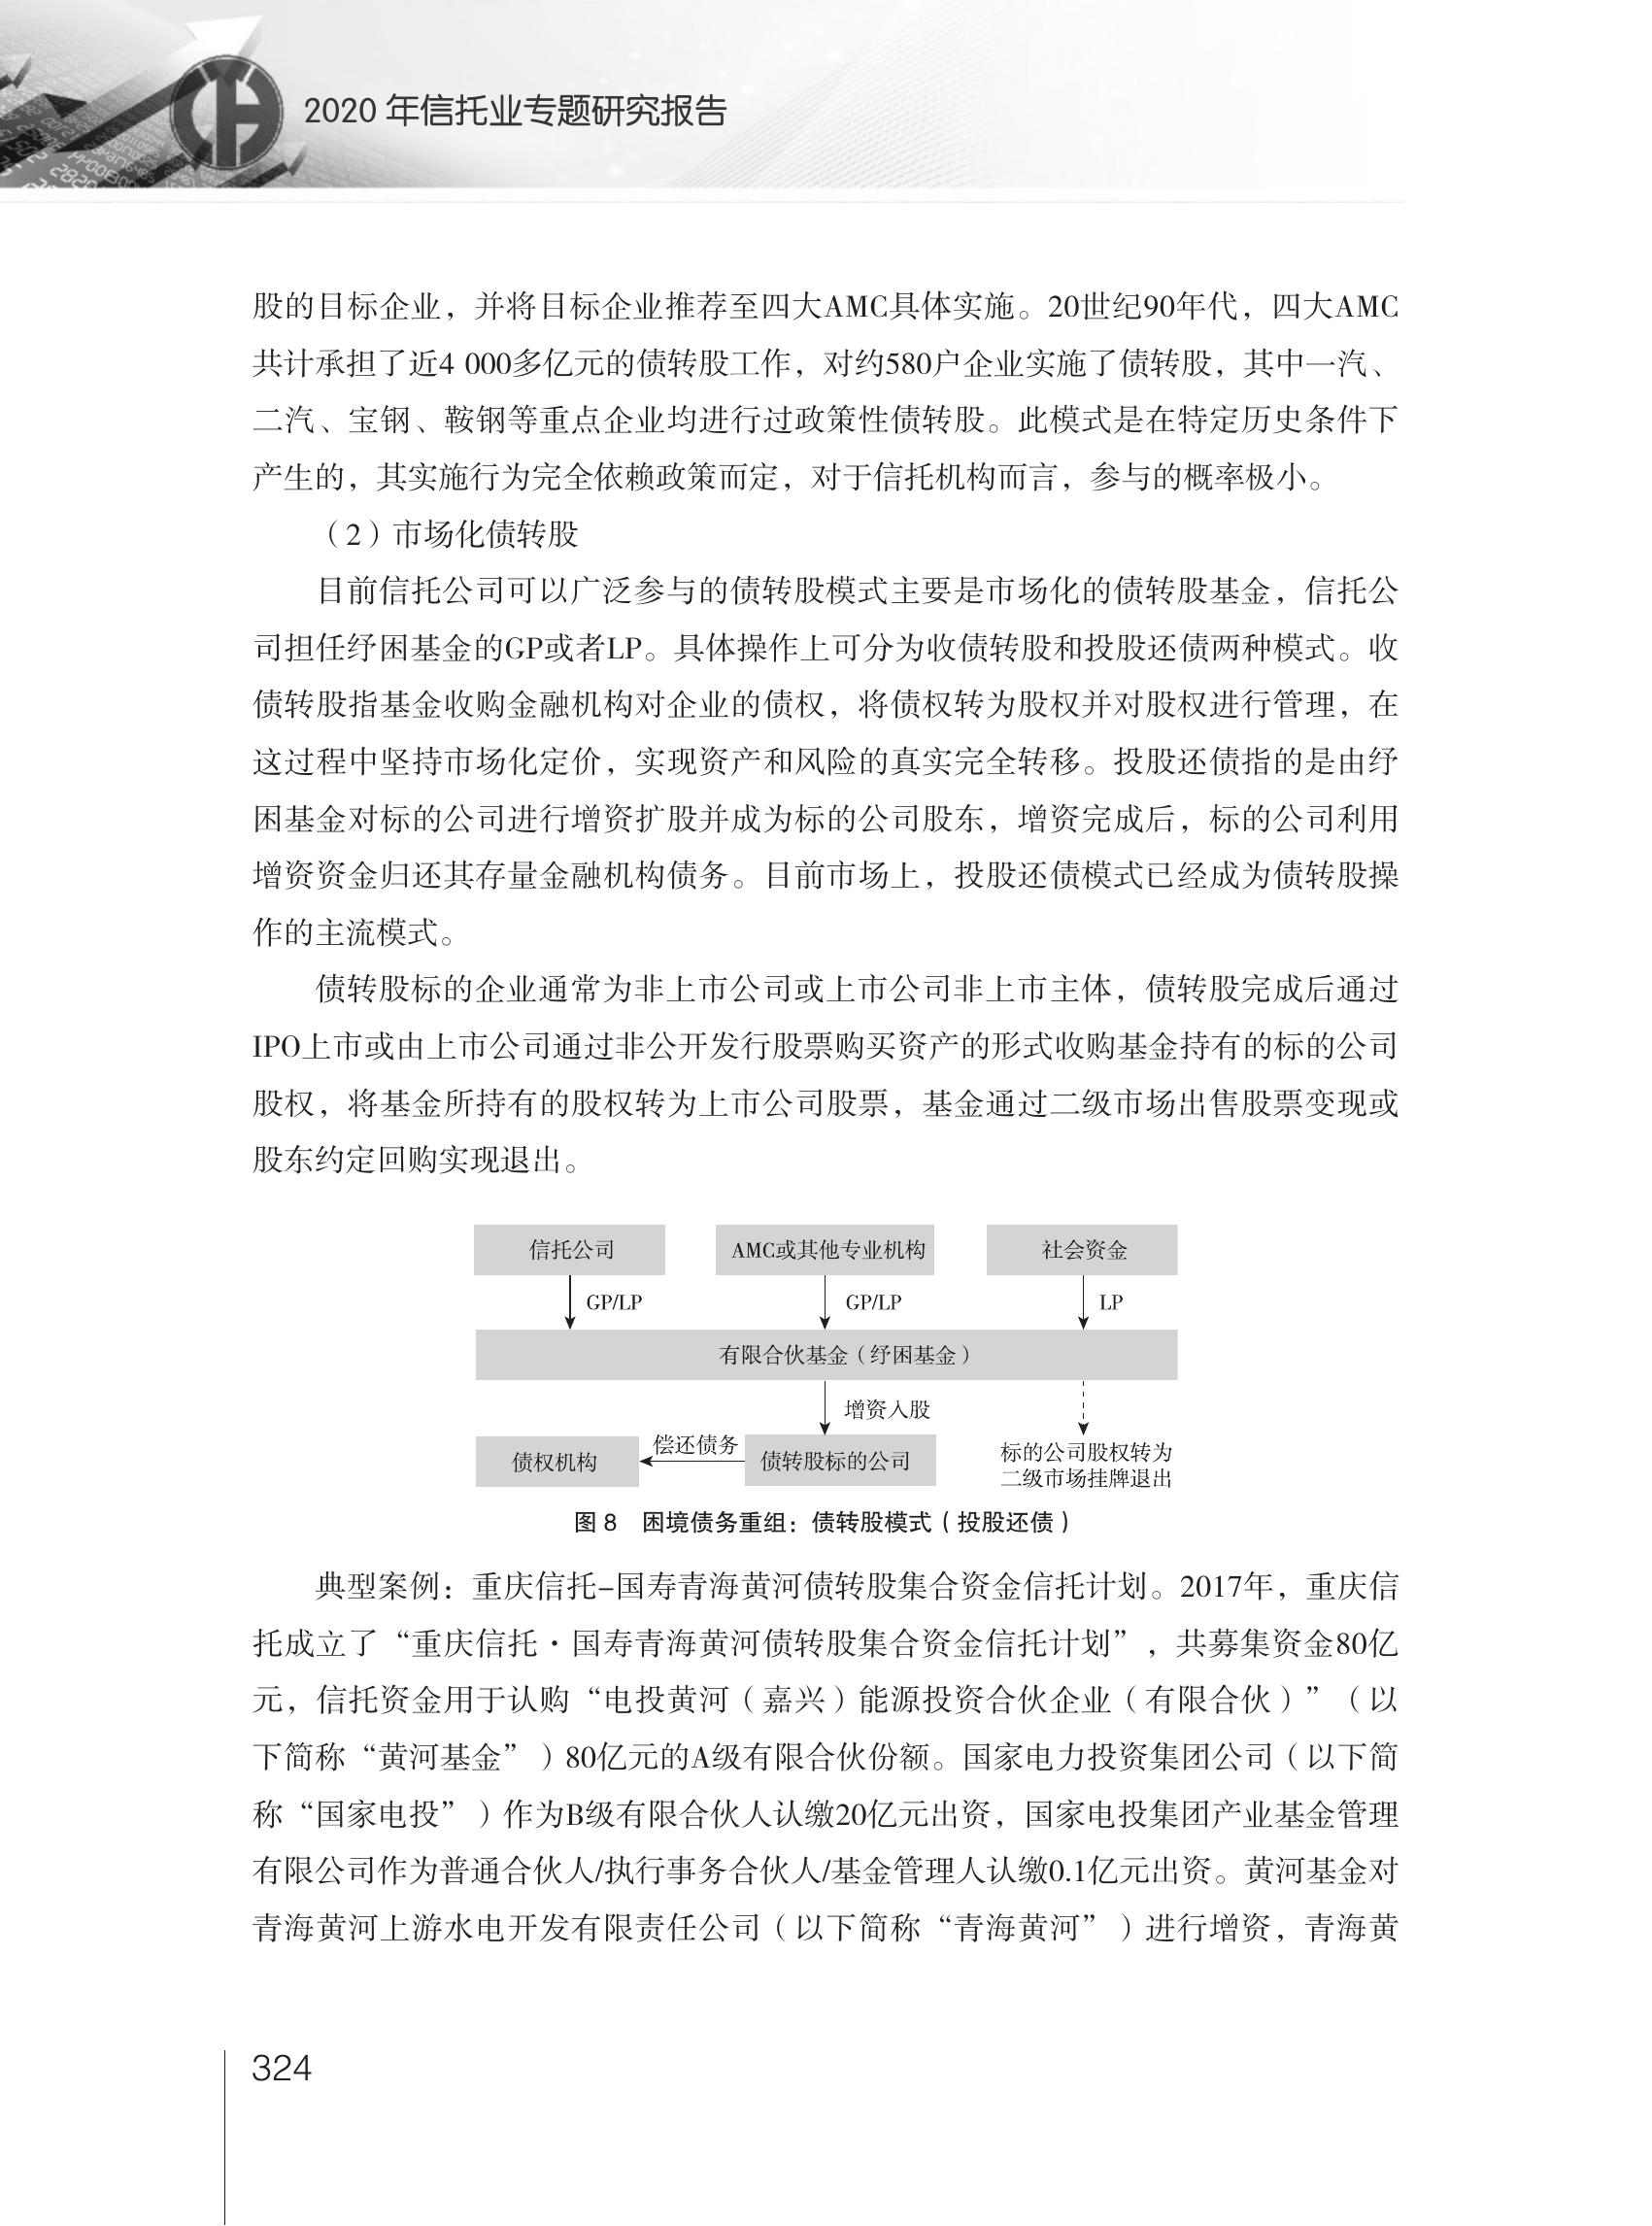 2020 年信托业专题研究报告
股的目标企业，并将目标企业推荐至四大AMC具体实施。20世纪90年代，四大AMC
共计承担了近4 000多亿元的债转股工作，对约580户企业实施了债转股，其中一汽、
二汽、宝钢、鞍钢等重点企业均进行过政策性债转股。此模式是在特定历史条件下
产生的，其实施行为完全依赖政策而定，对于信托机构而言，参与的概率极小。
（2）市场化债转股
目前信托公司可以广泛参与的债转股模式主要是市场化的债转股基金，信托公
司担任纾困基金的GP或者LP。具体操作上可分为收债转股和投股还债两种模式。收
债转股指基金收购金融机构对企业的债权，将债权转为股权并对股权进行管理，在
这过程中坚持市场化定价，实现资产和风险的真实完全转移。投股还债指的是由纾
困基金对标的公司进行增资扩股并成为标的公司股东，增资完成后，标的公司利用
增资资金归还其存量金融机构债务。目前市场上，投股还债模式已经成为债转股操
作的主流模式。
债转股标的企业通常为非上市公司或上市公司非上市主体，债转股完成后通过
IPO上市或由上市公司通过非公开发行股票购买资产的形式收购基金持有的标的公司
股权，将基金所持有的股权转为上市公司股票，基金通过二级市场出售股票变现或
股东约定回购实现退出。
信托公司 AMC或其他专业机构 社会资金
GP/LP GP/LP LP
有限合伙基金（纾困基金）
增资入股
债权机构 偿还债务 债转股标的公司 标的公司股权转为
二级市场挂牌退出
图 8 困境债务重组：债转股模式（投股还债）
典型案例：重庆信托–国寿青海黄河债转股集合资金信托计划。2017年，重庆信
托成立了“重庆信托·国寿青海黄河债转股集合资金信托计划”，共募集资金80亿
元，信托资金用于认购“电投黄河（嘉兴）能源投资合伙企业（有限合伙）”（以
下简称“黄河基金”）80亿元的A级有限合伙份额。国家电力投资集团公司（以下简
称“国家电投”）作为B级有限合伙人认缴20亿元出资，国家电投集团产业基金管理
有限公司作为普通合伙人/执行事务合伙人/基金管理人认缴0.1亿元出资。黄河基金对
青海黄河上游水电开发有限责任公司（以下简称“青海黄河”）进行增资，青海黄
324